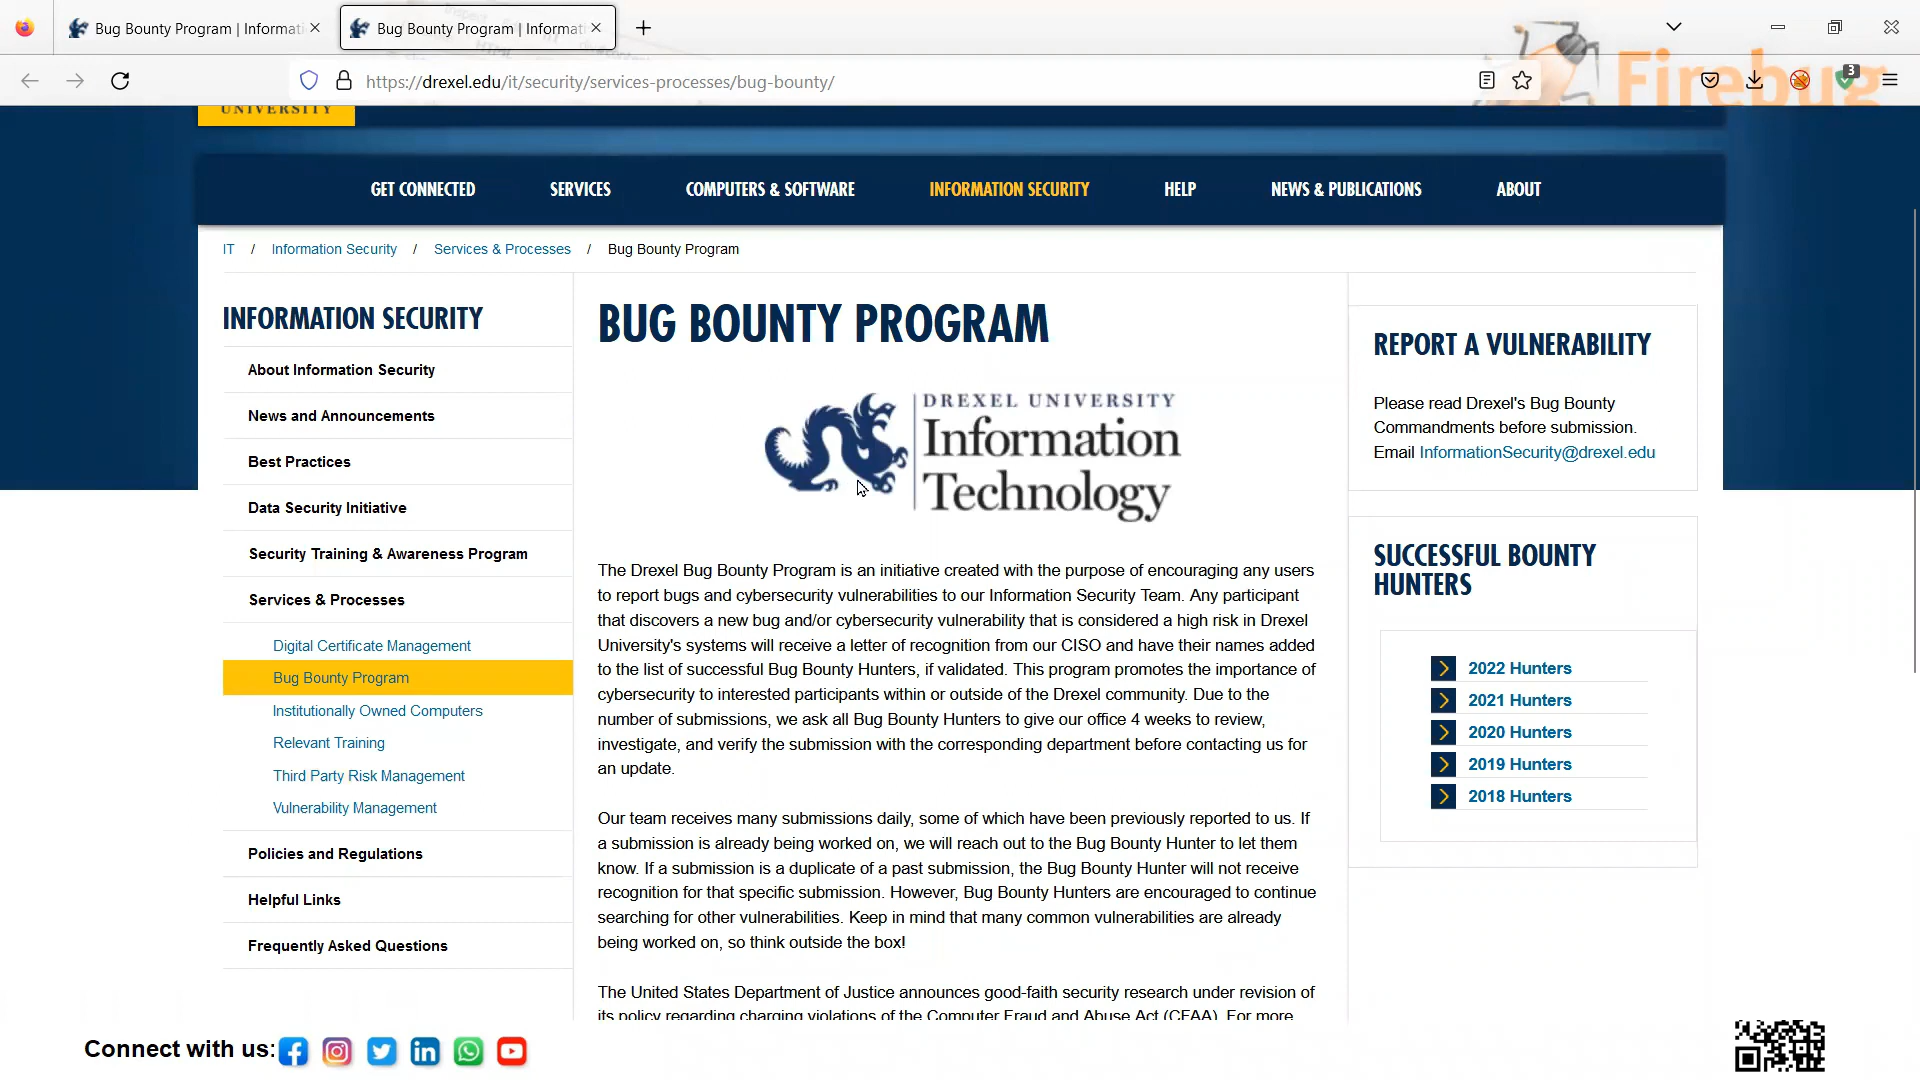 Bug Bounty Program | Informati
Bug Bounty Program | Informati
https://drexel.edu/it/security/services-processes/bug-bounty/
3
Firebug
UNIVERSITY
GET CONNECTED
SERVICES
COMPUTERS & SOFTWARE
INFORMATION SECURITY
HELP
NEWS & PUBLICATIONS
ABOUT
IT / Information Security / Services & Processes / Bug Bounty Program
INFORMATION SECURITY
About Information Security
News and Announcements
Best Practices
Data Security Initiative
Security Training & Awareness Program
Services & Processes
Digital Certificate Management
Bug Bounty Program
Institutionally Owned Computers
Relevant Training
Third Party Risk Management
Vulnerability Management
Policies and Regulations
Helpful Links
Frequently Asked Questions
BUG BOUNTY PROGRAM
DREXEL UNIVERSITY
Information
Technology
The Drexel Bug Bounty Program is an initiative created with the purpose of encouraging any users
to report bugs and cybersecurity vulnerabilities to our Information Security Team. Any participant
that discovers a new bug and/or cybersecurity vulnerability that is considered a high risk in Drexel
University's systems will receive a letter of recognition from our CISO and have their names added
to the list of successful Bug Bounty Hunters, if validated. This program promotes the importance of
cybersecurity to interested participants within or outside of the Drexel community. Due to the
number of submissions, we ask all Bug Bounty Hunters to give our office 4 weeks to review,
investigate, and verify the submission with the corresponding department before contacting us for
an update.
Our team receives many submissions daily, some of which have been previously reported to us. If
a submission is already being worked on, we will reach out to the Bug Bounty Hunter to let them
know. If a submission is a duplicate of a past submission, the Bug Bounty Hunter will not receive
recognition for that specific submission. However, Bug Bounty Hunters are encouraged to continue
searching for other vulnerabilities. Keep in mind that many common vulnerabilities are already
being worked on, so think outside the box!
The United States Department of Justice announces good-faith security research under revision of
its policy regarding charging violations of the Computer Fraud and Abuse Act (CFAA). For more
REPORT A VULNERABILITY
Please read Drexel's Bug Bounty
Commandments before submission.
Email InformationSecurity@drexel.edu
SUCCESSFUL BOUNTY
HUNTERS
2022 Hunters
2021 Hunters
2020 Hunters
2019 Hunters
2018 Hunters
Connect with us: